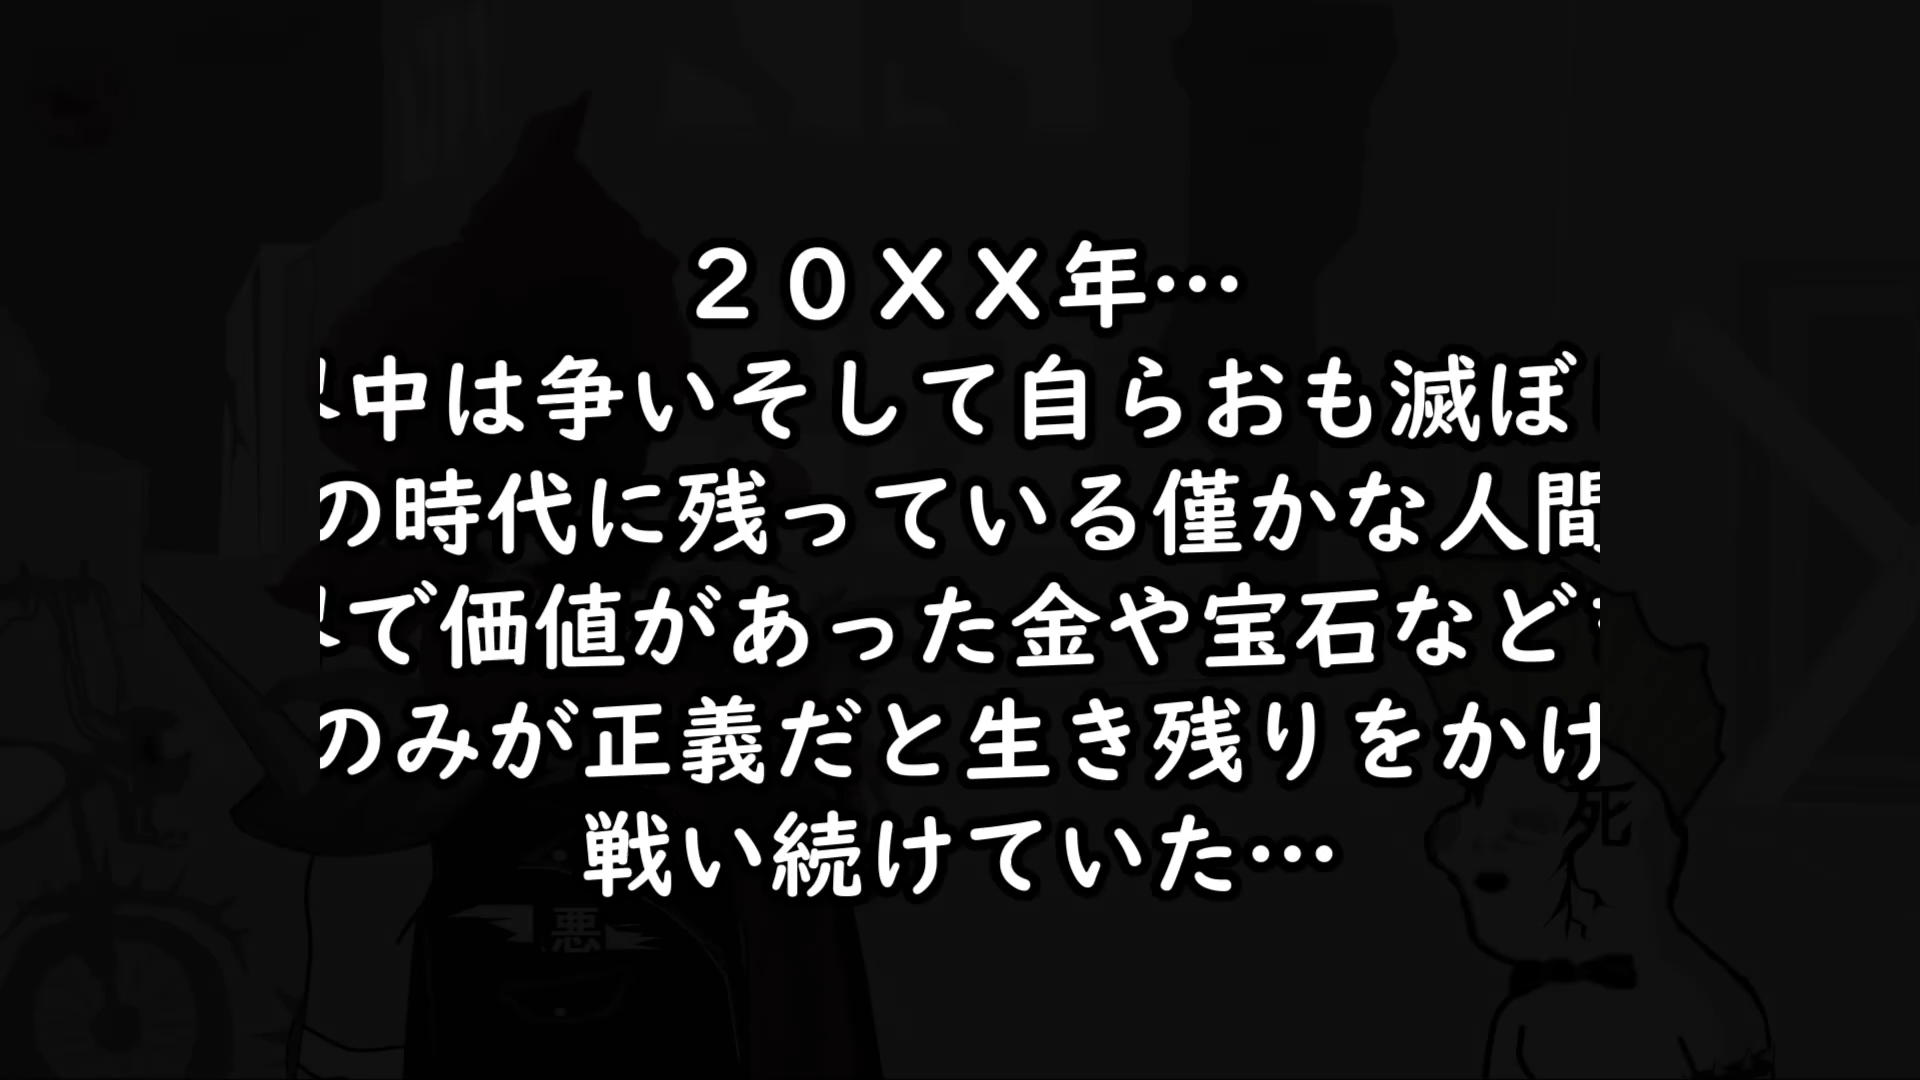 ２０ＸＸ年…
中は争いそして自らおも滅ぼし
の時代に残っている僅かな人間
で価値があった金や宝石など
のみが正義だと生き残りをかけ
戦い続けていた…
悪
死